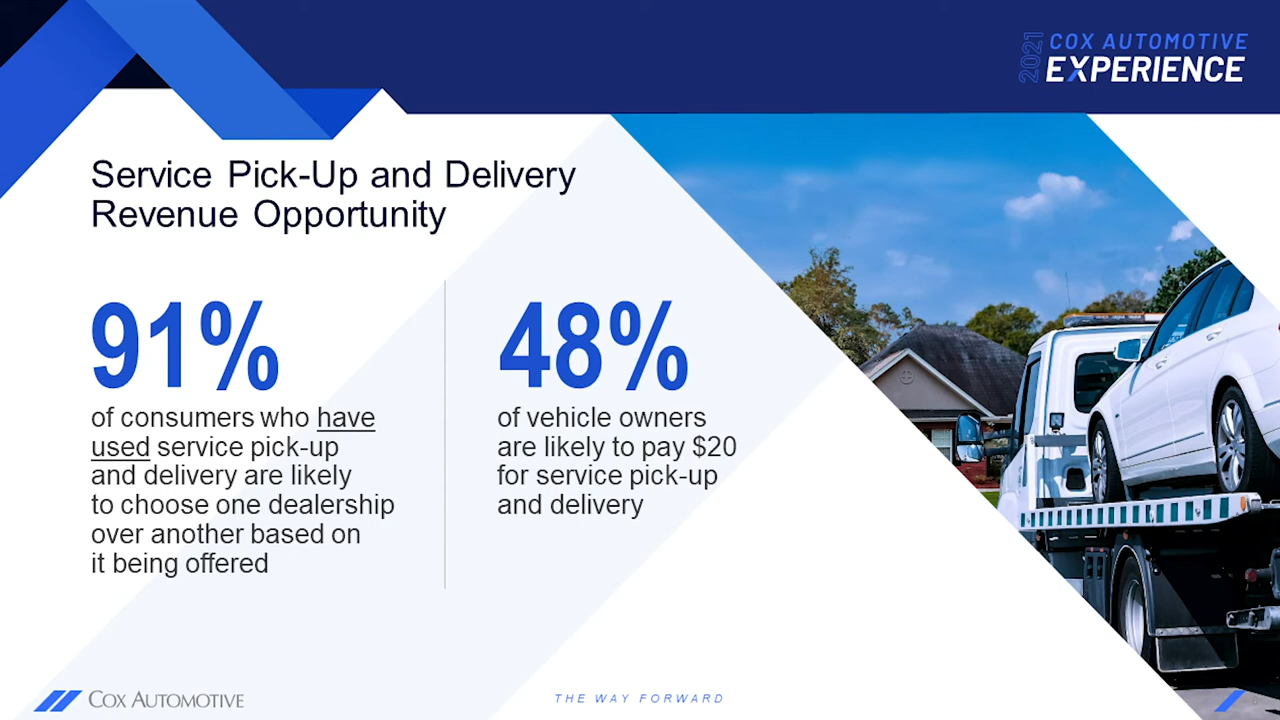 2021
COX AUTOMOTIVE
EXPERIENCE
Service Pick-Up and Delivery
Revenue Opportunity
91%
of consumers who have
used service pick-up
and delivery are likely
to choose one dealership
over another based on
it being offered
48%
of vehicle owners
are likely to pay $20
for service pick-up
and delivery
COX AUTOMOTIVE
THE WAY FORWARD